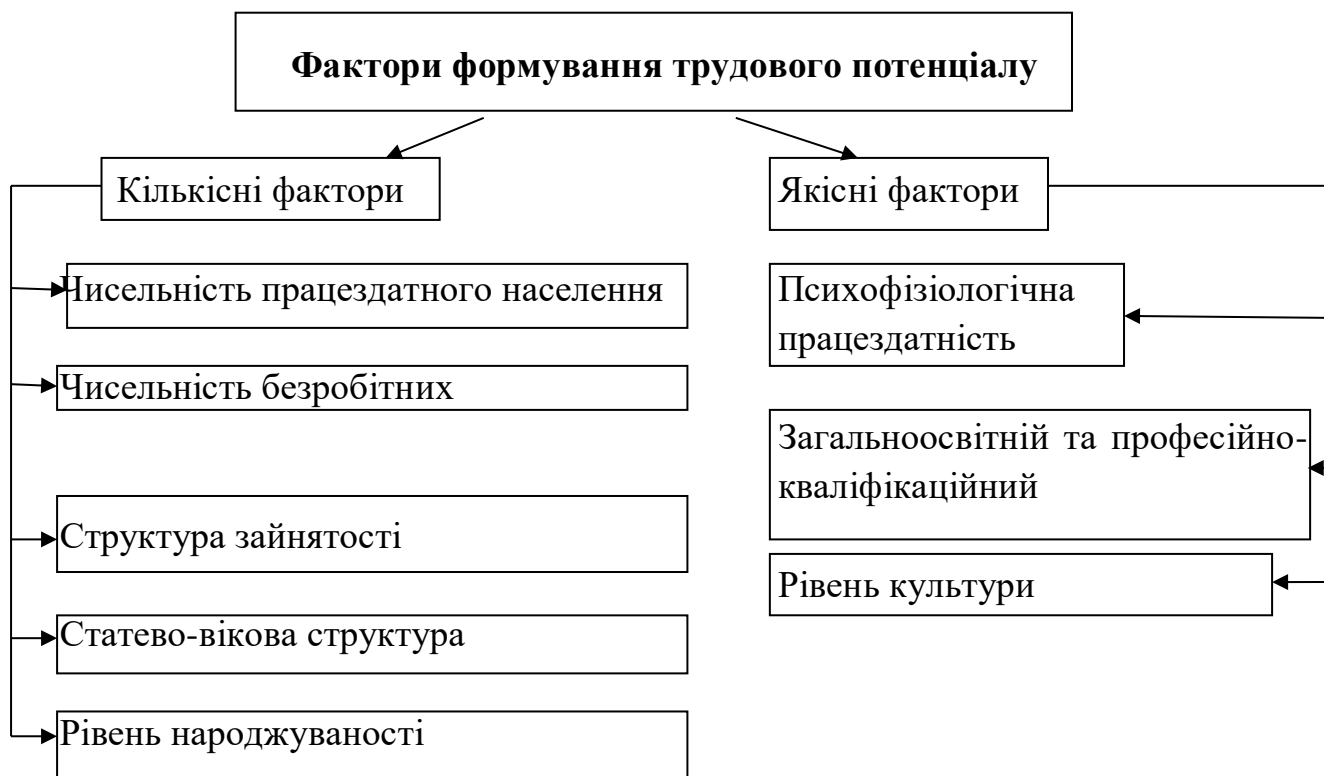 Фактори формування трудового потенціалу
Кількісні фактори
Чисельність працездатного населення
Чисельність безробітних
Структура зайнятості
Статево-вікова структура
Рівень народжуваності
Якісні фактори
Психофізіологічна
працездатність
Загальноосвітній та професійно-
кваліфікаційний
Рівень культури